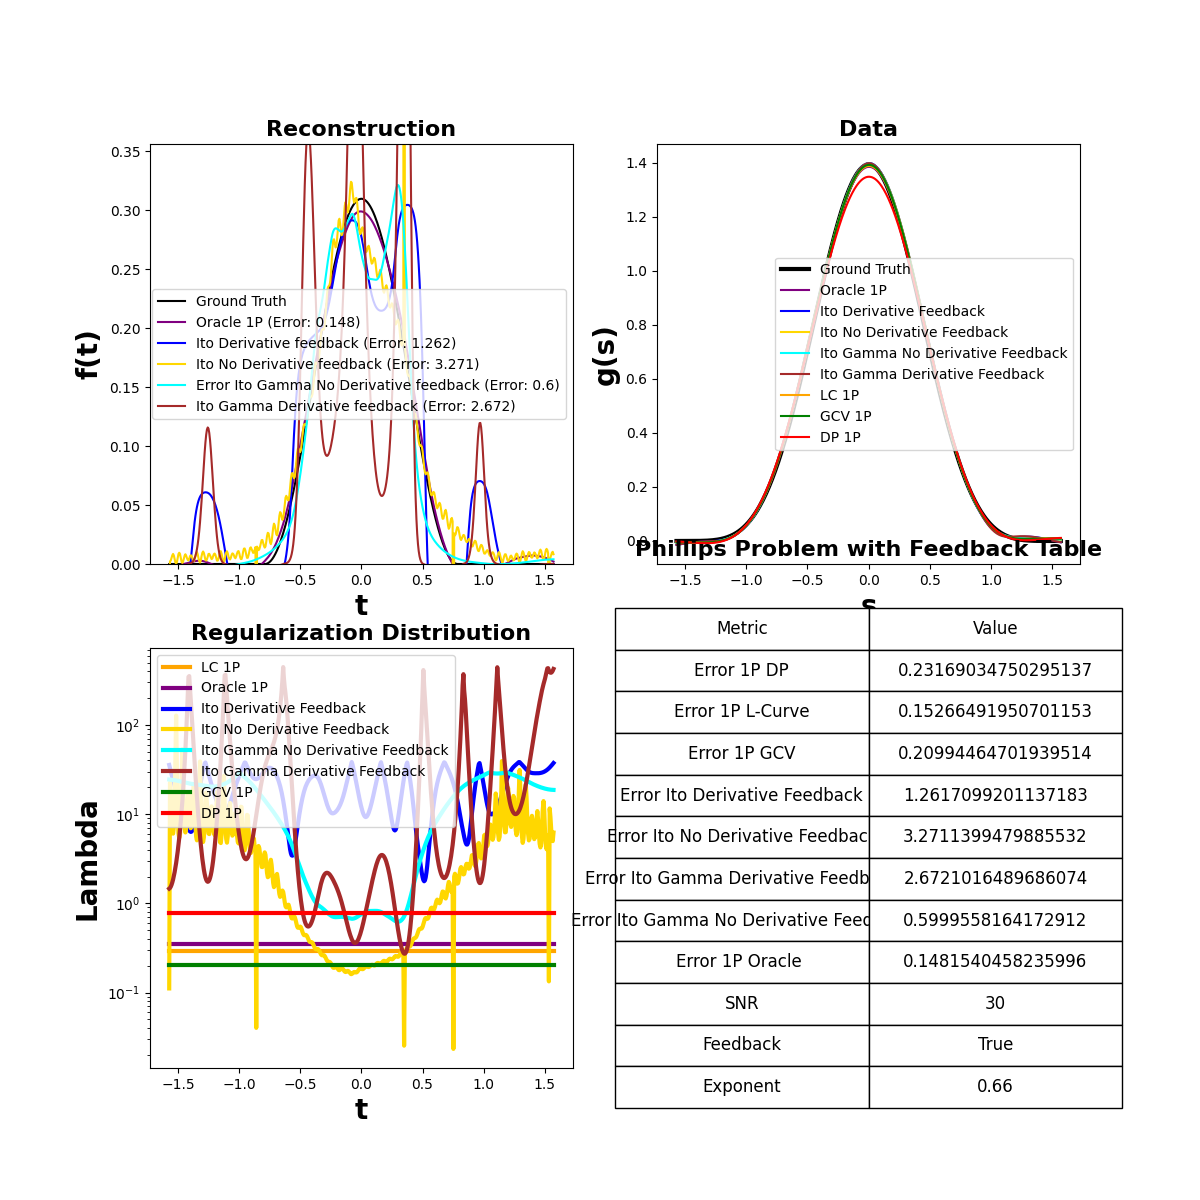 Reconstruction
0.35
0.30
0.25
0.20
0.15
0.10
0.05
0.00
f(t)
Ground Truth
Oracle 1P (Error: 0.148)
Ito Derivative feedback (Error: 1.262)
Ito No Derivative feedback (Error: 3.271)
Error Ito Gamma No Derivative feedback (Error: 0.6)
Ito Gamma Derivative feedback (Error: 2.672)
−1.5 −1.0 −0.5 0.0 0.5 1.0 1.5
t
Data
1.4
1.2
1.0
0.8
0.6
0.4
0.2
0.0
g(s)
Ground Truth
Oracle 1P
Ito Derivative Feedback
Ito No Derivative Feedback
Ito Gamma No Derivative Feedback
Ito Gamma Derivative Feedback
LC 1P
GCV 1P
DP 1P
−1.5 −1.0 −0.5 0.0 0.5 1.0 1.5
s
Regularization Distribution
10²
10¹
10⁰
10⁻¹
Lambda
LC 1P
Oracle 1P
Ito Derivative Feedback
Ito No Derivative Feedback
Ito Gamma No Derivative Feedback
Ito Gamma Derivative Feedback
GCV 1P
DP 1P
−1.5 −1.0 −0.5 0.0 0.5 1.0 1.5
t
Phillips Problem with Feedback Table
Metric Value
Error 1P DP 0.23169034750295137
Error 1P L-Curve 0.15266491950701153
Error 1P GCV 0.20994464701939514
Error Ito Derivative Feedback 1.2617099201137183
Error Ito No Derivative Feedbac 3.2711399479885532
Error Ito Gamma Derivative Feedb 2.6721016489686074
Error Ito Gamma No Derivative Feed 0.5999558164172912
Error 1P Oracle 0.1481540458235996
SNR 30
Feedback True
Exponent 0.66